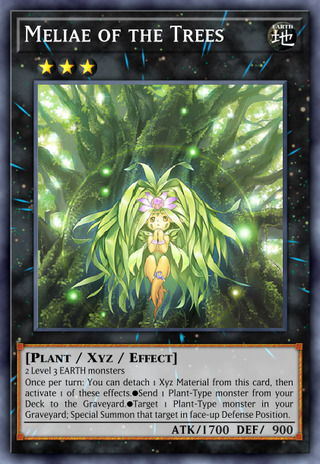 Meliae of the Trees
EARTH
地
[Plant / Xyz / Effect]
2 Level 3 EARTH monsters
Once per turn: You can detach 1 Xyz Material from this card, then
activate 1 of these effects.●Send 1 Plant-Type monster from your
Deck to the Graveyard.●Target 1 Plant-Type monster in your
Graveyard; Special Summon that target in face-up Defense Position.
ATK/1700 DEF/ 900